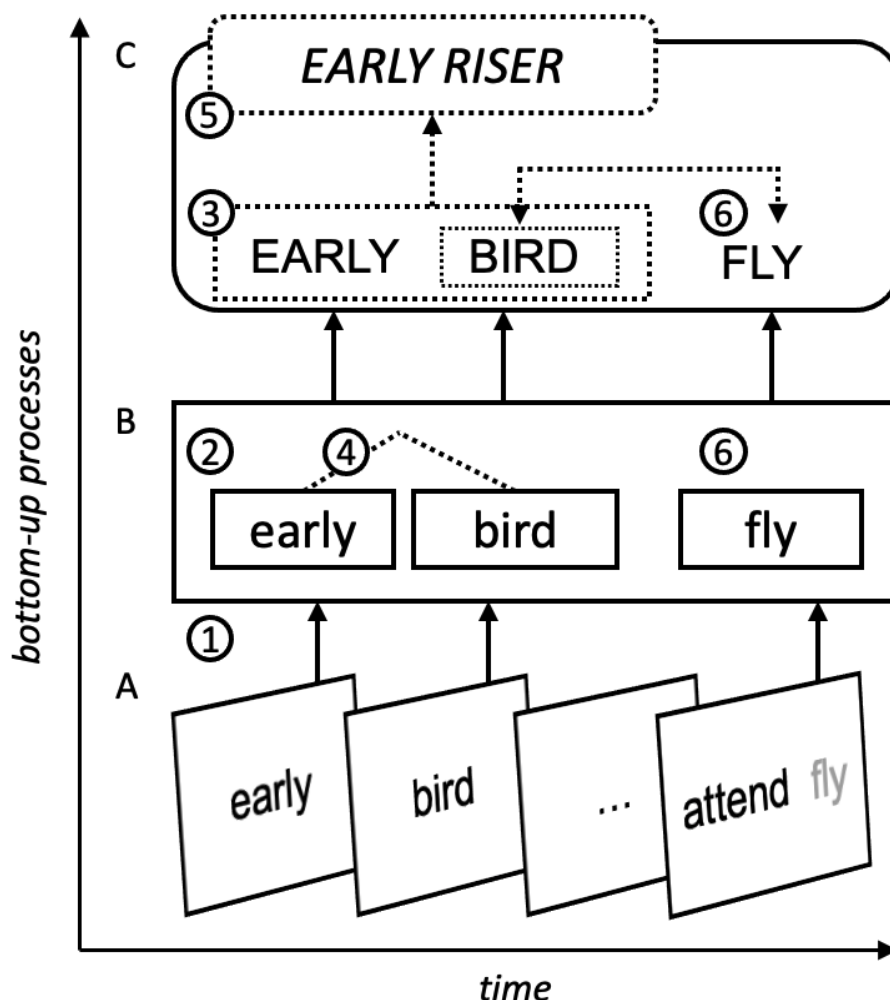 C
EARLY RISER
5
3
6
EARLY BIRD FLY
bottom-up processes
B
2 4 6
early bird fly
1
A
early bird ... attend fly
time